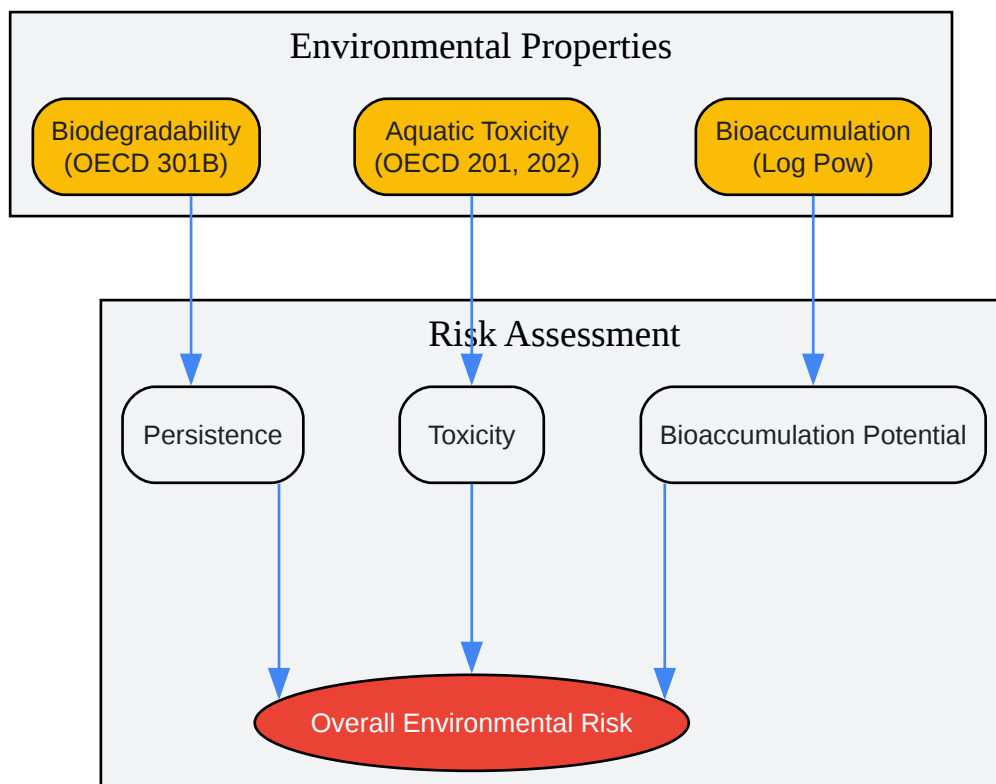 Environmental Properties
Biodegradability
(OECD 301B)
Aquatic Toxicity
(OECD 201, 202)
Bioaccumulation
(Log Pow)
Risk Assessment
Persistence
Toxicity
Bioaccumulation Potential
Overall Environmental Risk